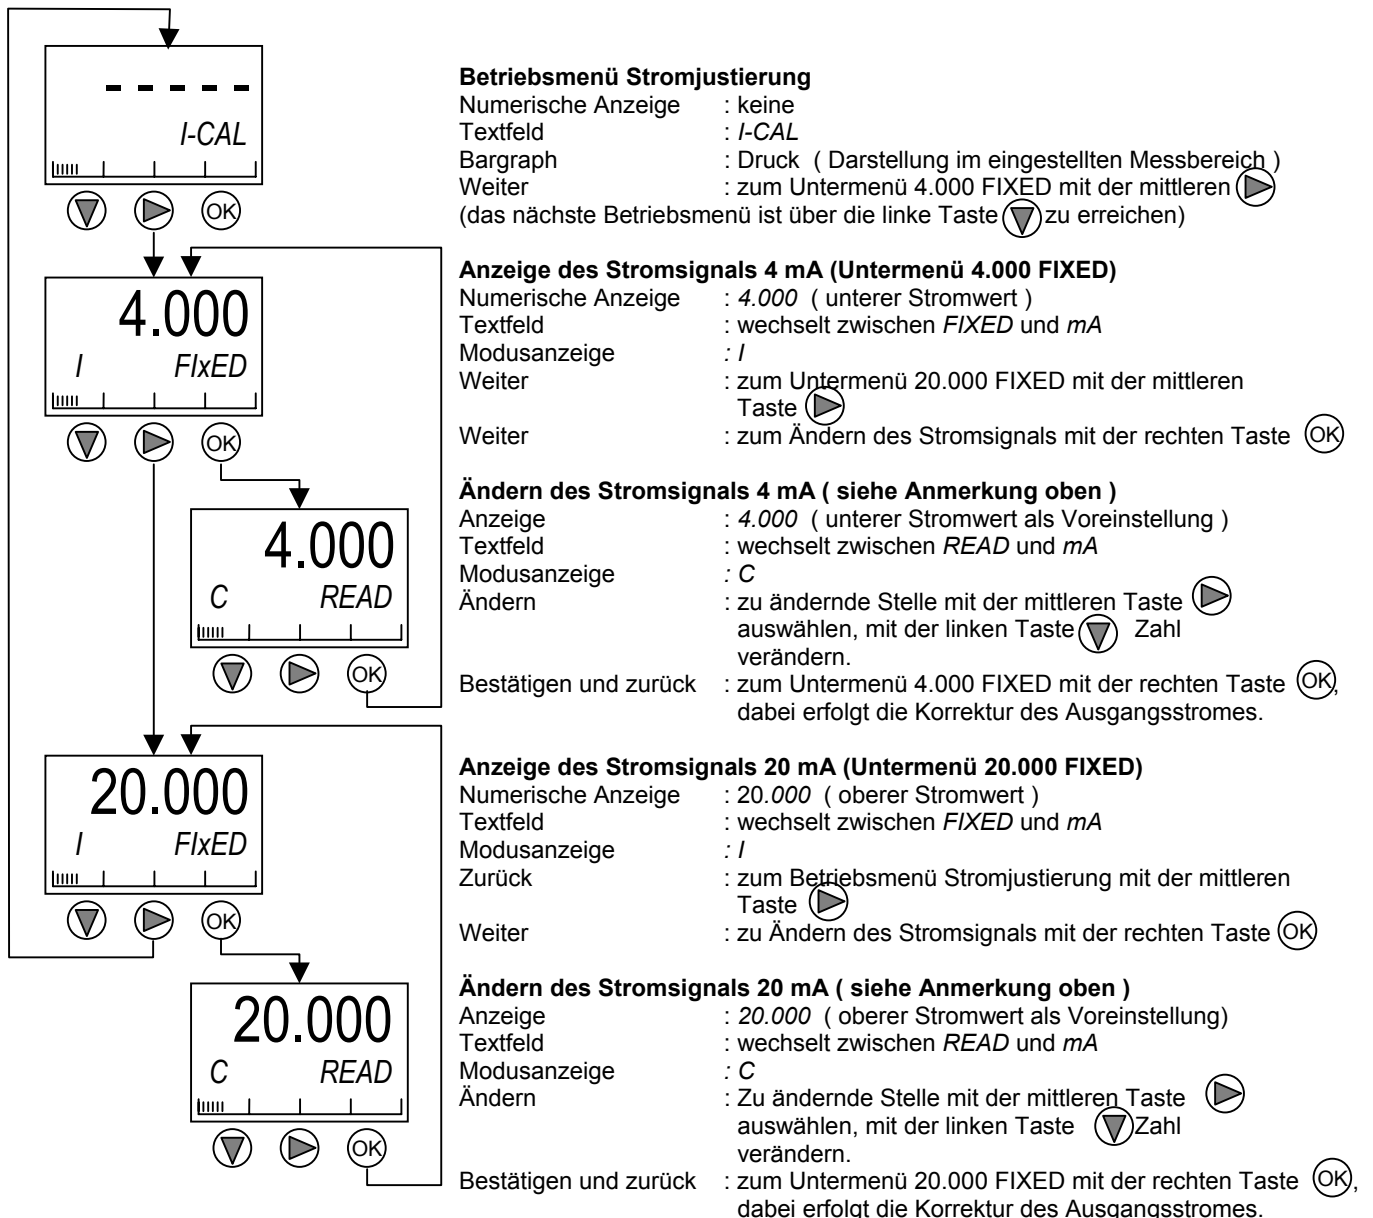 - - - - -
I-CAL
OK
Betriebsmenü Stromjustierung
Numerische Anzeige : keine
Textfeld : I-CAL
Bargraph : Druck ( Darstellung im eingestellten Messbereich )
Weiter : zum Untermenü 4.000 FIXED mit der mittleren
(das nächste Betriebsmenü ist über die linke Taste zu erreichen)
4.000
I FIxED
OK
Anzeige des Stromsignals 4 mA (Untermenü 4.000 FIXED)
Numerische Anzeige : 4.000 ( unterer Stromwert )
Textfeld : wechselt zwischen FIXED und mA
Modusanzeige : I
Weiter : zum Untermenü 20.000 FIXED mit der mittleren
Taste
Weiter : zum Ändern des Stromsignals mit der rechten Taste OK
4.000
C READ
OK
Ändern des Stromsignals 4 mA ( siehe Anmerkung oben )
Anzeige : 4.000 ( unterer Stromwert als Voreinstellung )
Textfeld : wechselt zwischen READ und mA
Modusanzeige : C
Ändern : zu ändernde Stelle mit der mittleren Taste
auswählen, mit der linken Taste Zahl
verändern.
Bestätigen und zurück : zum Untermenü 4.000 FIXED mit der rechten Taste OK,
dabei erfolgt die Korrektur des Ausgangsstromes.
20.000
I FIxED
OK
Anzeige des Stromsignals 20 mA (Untermenü 20.000 FIXED)
Numerische Anzeige : 20.000 ( oberer Stromwert )
Textfeld : wechselt zwischen FIXED und mA
Modusanzeige : I
Zurück : zum Betriebsmenü Stromjustierung mit der mittleren
Taste
Weiter : zu Ändern des Stromsignals mit der rechten Taste OK
20.000
C READ
OK
Ändern des Stromsignals 20 mA ( siehe Anmerkung oben )
Anzeige : 20.000 ( oberer Stromwert als Voreinstellung)
Textfeld : wechselt zwischen READ und mA
Modusanzeige : C
Ändern : Zu ändernde Stelle mit der mittleren Taste
auswählen, mit der linken Taste Zahl
verändern.
Bestätigen und zurück : zum Untermenü 20.000 FIXED mit der rechten Taste OK,
dabei erfolgt die Korrektur des Ausgangsstromes.